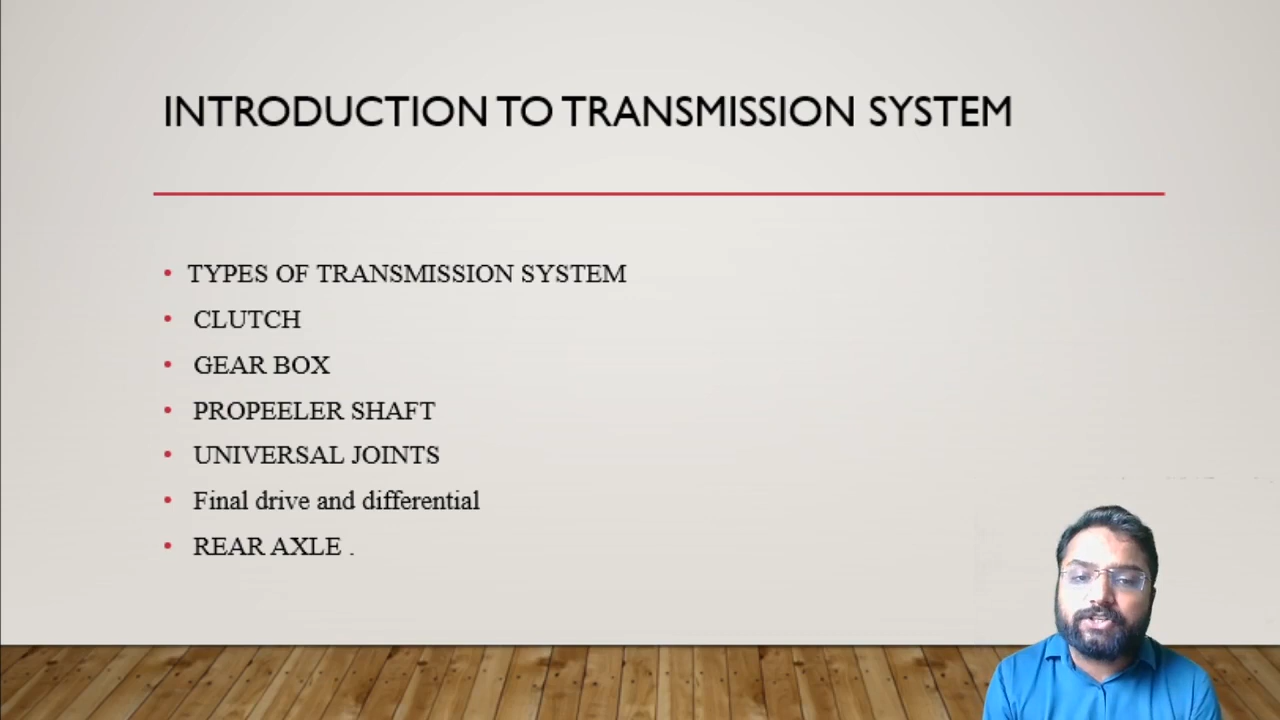 INTRODUCTION TO TRANSMISSION SYSTEM
• TYPES OF TRANSMISSION SYSTEM
• CLUTCH
• GEAR BOX
• PROPEELER SHAFT
• UNIVERSAL JOINTS
• Final drive and differential
• REAR AXLE .